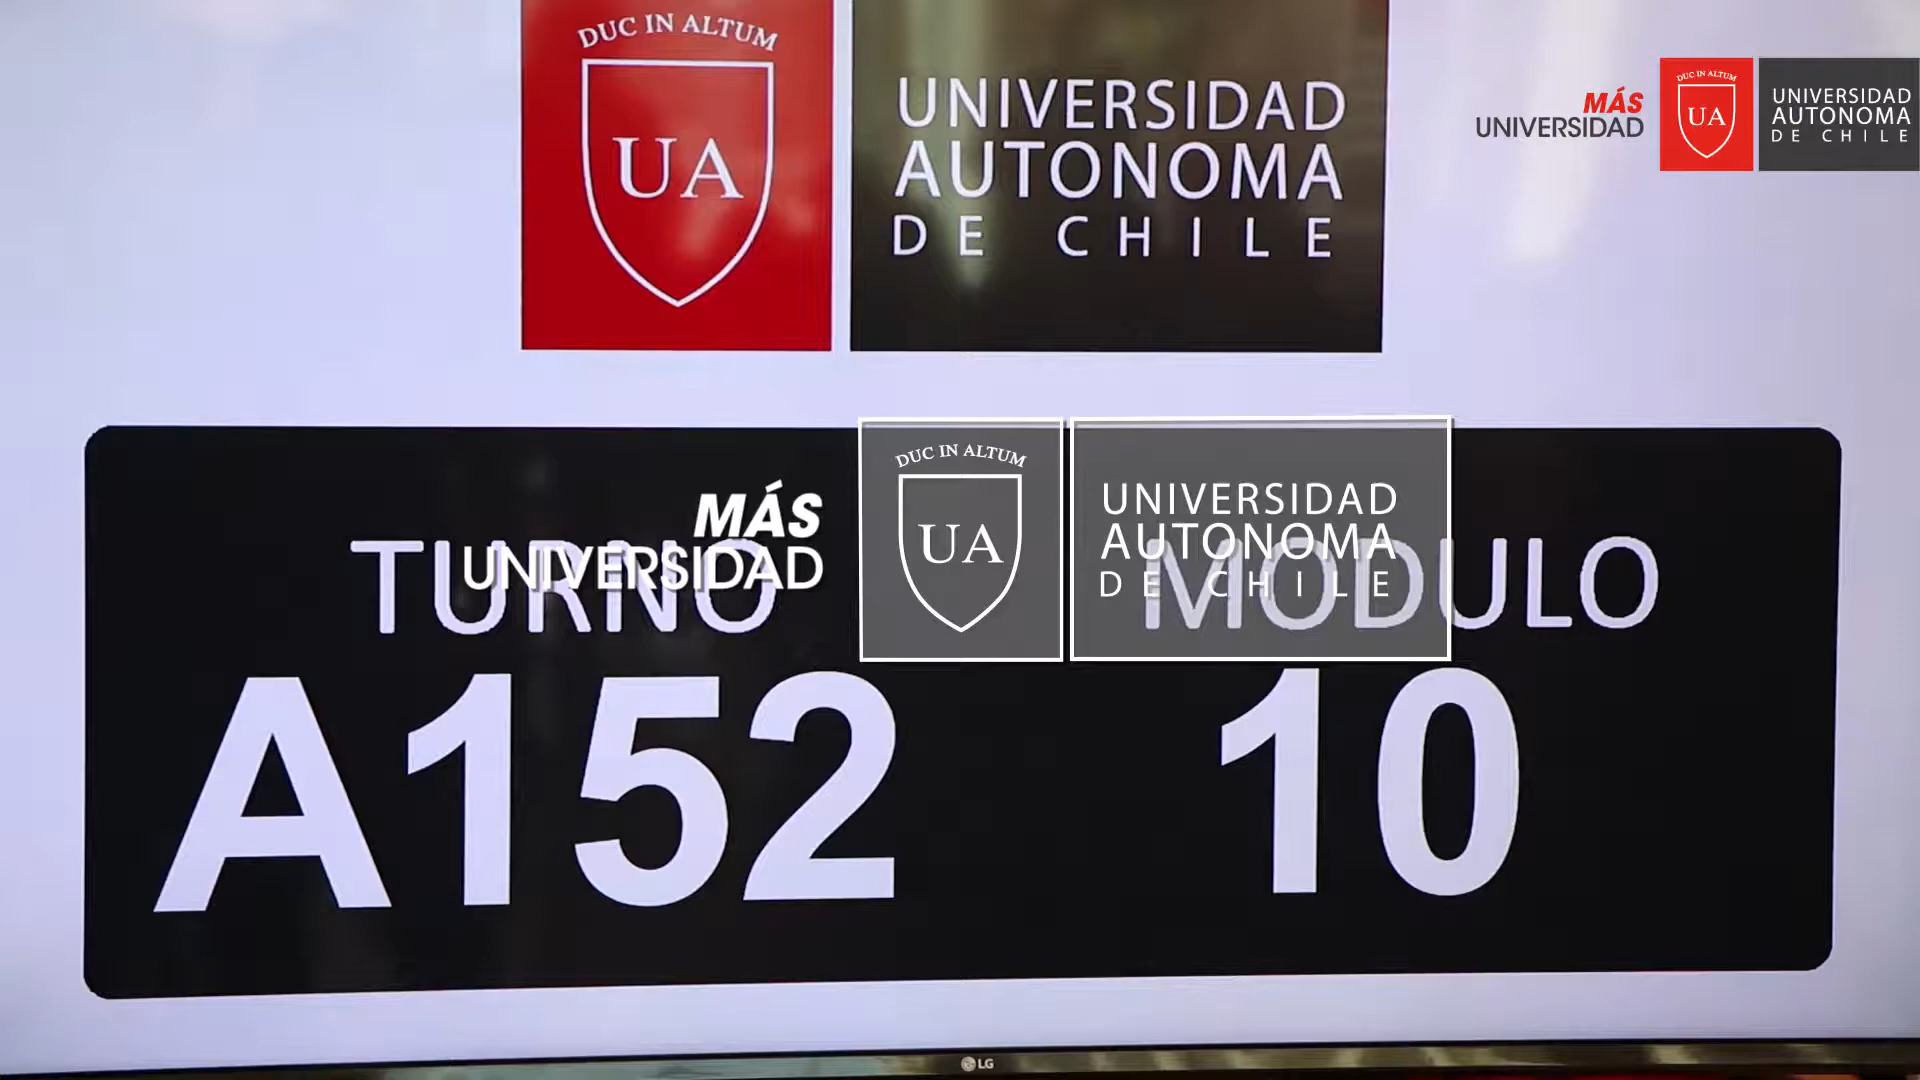 DUC IN ALTUM
UA
UNIVERSIDAD
AUTONOMA
DE CHILE
MÁS
UNIVERSIDAD
DUC IN ALTUM
UA
UNIVERSIDAD
AUTONOMA
DE CHILE
MÁS
UNIVERSIDAD
DUC IN ALTUM
UA
UNIVERSIDAD
AUTONOMA
DE CHILE
TURNO
MODULO
A152
10
LG